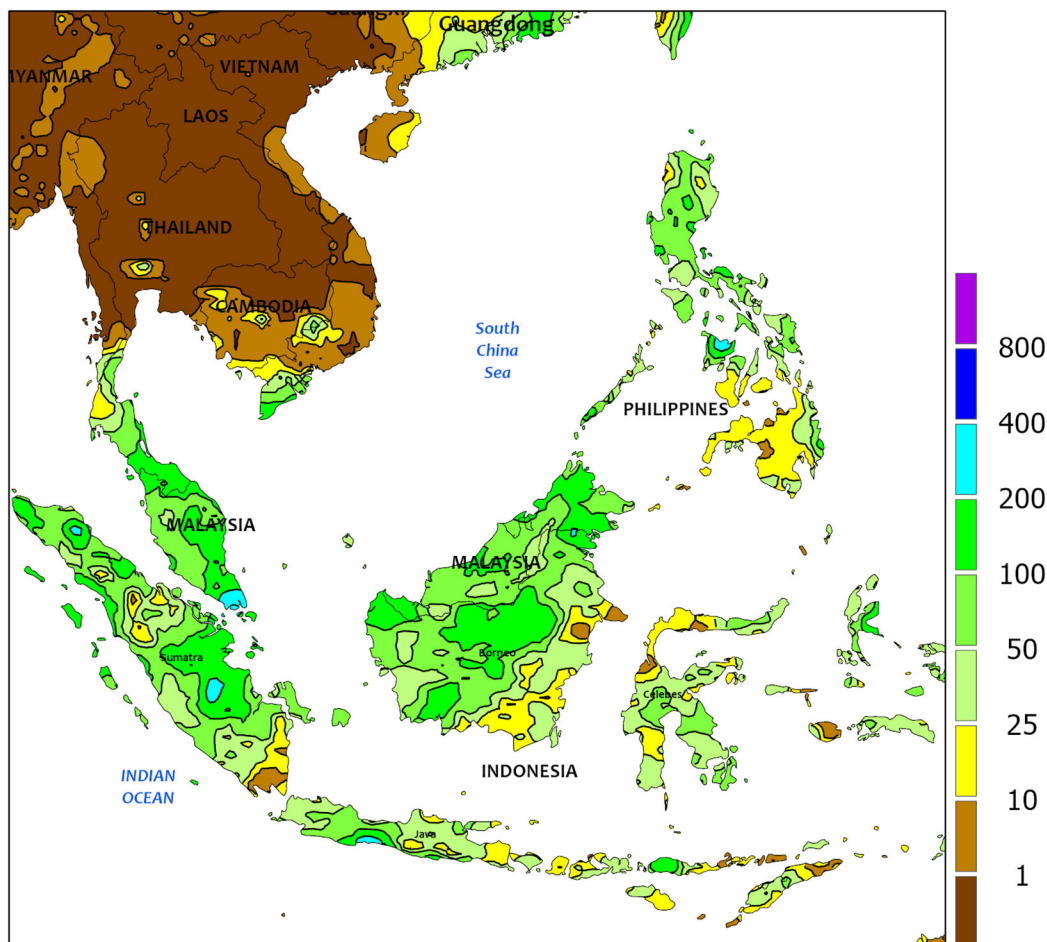 Guangdong
VIETNAM
LAOS
THAILAND
CAMBODIA
South
China
Sea
PHILIPPINES
MALAYSIA
MALAYSIA
Sumatra
Borneo
Celebes
INDIAN
OCEAN
INDONESIA
Java
800
400
200
100
50
25
10
1